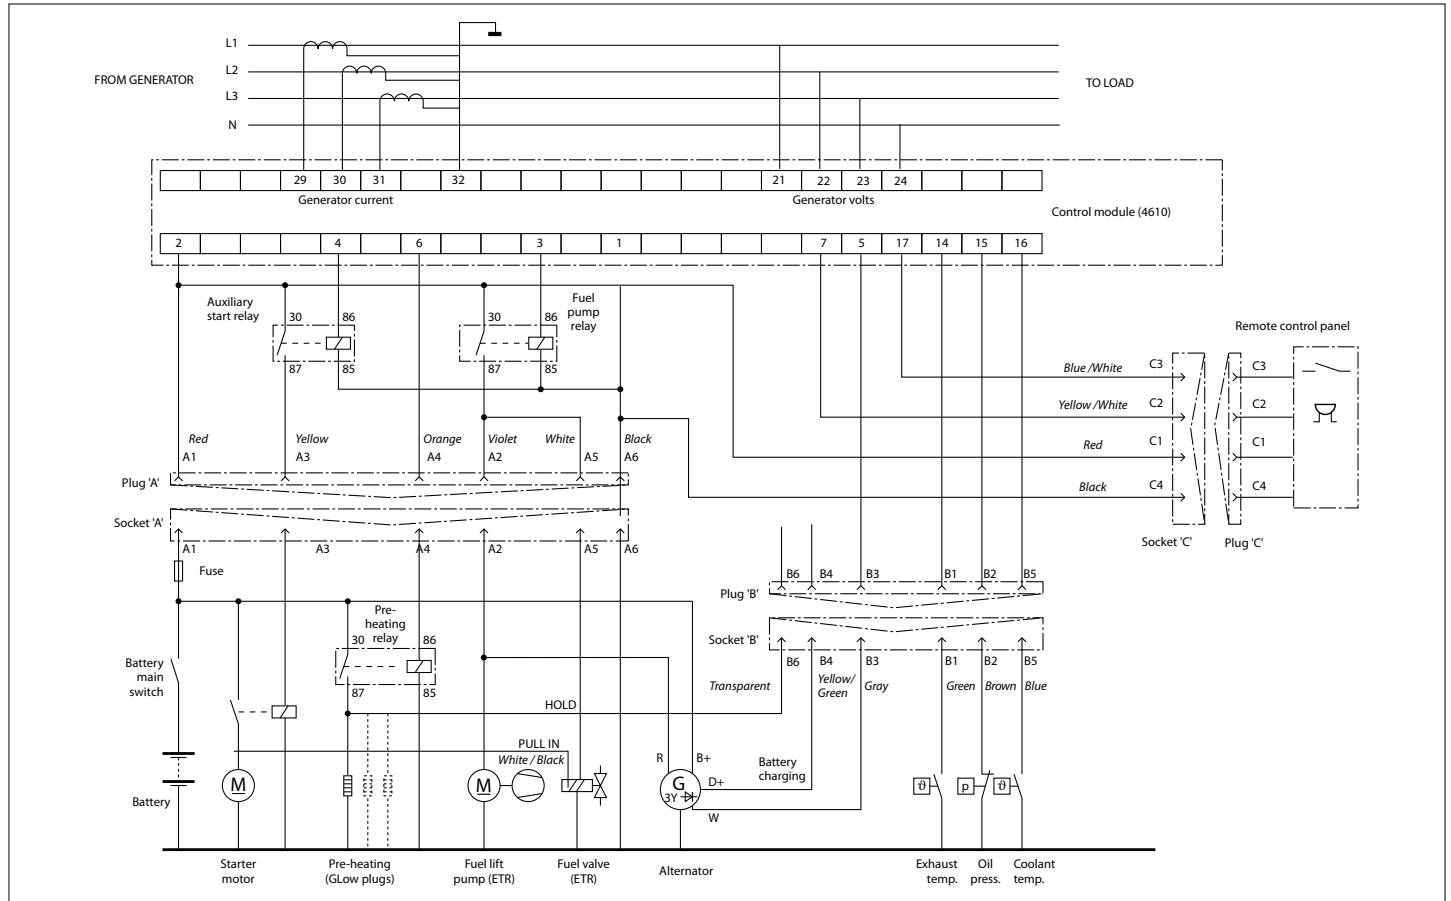 L1
FROM GENERATOR
L2
TO LOAD
L3
N
29 30 31 32 21 22 23 24
Generator current
Generator volts
Control module (4610)
2 4 6 3 1 7 5 17 14 15 16
Auxiliary
start relay
30 86
87 85
Fuel
pump
relay
30 86
87 85
Remote control panel
Blue /White C3 C3
Yellow /White C2 C2
Red C1 C1
Black C4 C4
Socket 'C' Plug 'C'
Red Yellow Orange Violet White Black
A1 A3 A4 A2 A5 A6
Plug 'A'
Socket 'A'
A1 A3 A4 A2 A5 A6
Fuse
B6 B4 B3 B1 B2 B5
Plug 'B'
Socket 'B'
B6 B4 B3 B1 B2 B5
Transparent
Yellow/
Green
Gray
Green Brown Blue
Pre-
heating
relay
30 86
87 85
Battery
main
switch
HOLD
PULL IN
White / Black
R B+
Battery
charging
D+
G
3Y
W
M
M
ϑ p ϑ
Battery
Starter
motor
Pre-heating
(GLow plugs)
Fuel lift
pump (ETR)
Fuel valve
(ETR)
Alternator
Exhaust
temp.
Oil
press.
Coolant
temp.